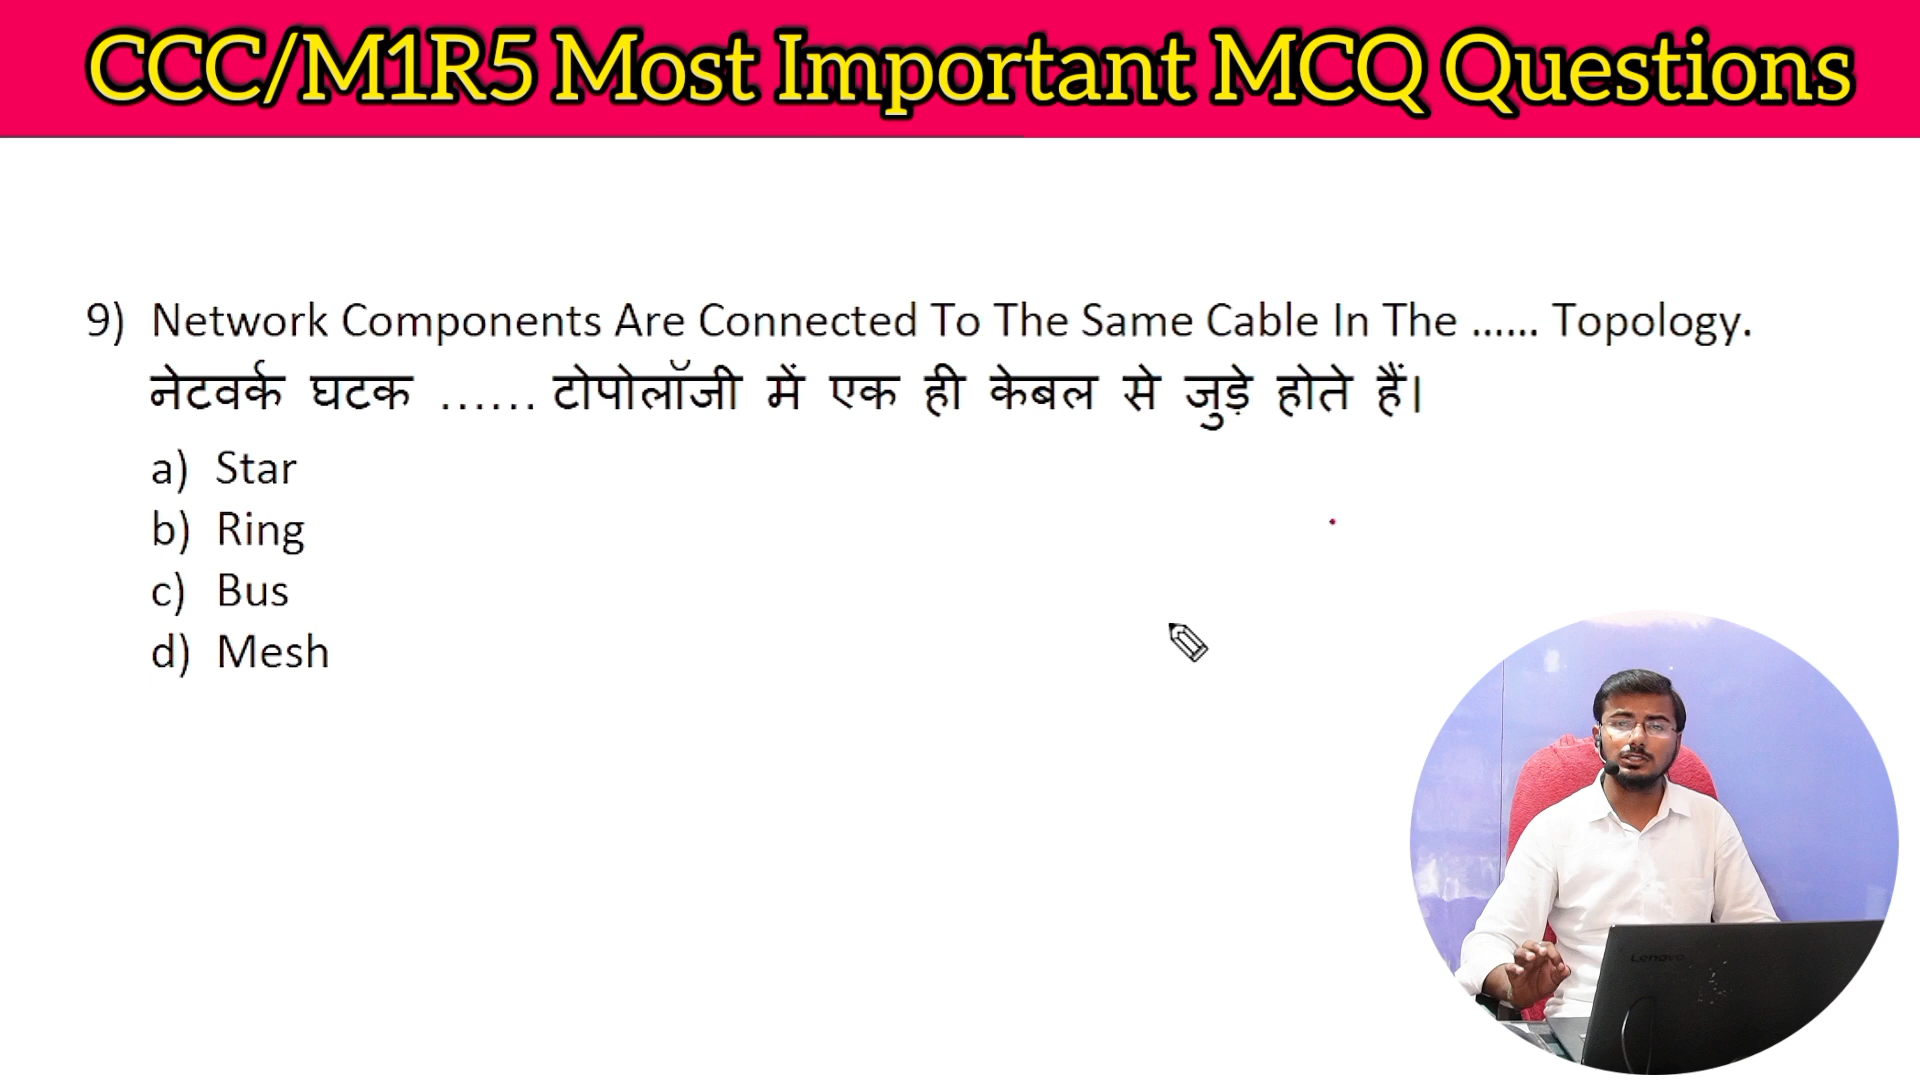 CCC/M1R5 Most Important MCQ Questions
9) Network Components Are Connected To The Same Cable In The ...... Topology.
नेटवर्क घटक ...... टोपोलॉजी में एक ही केबल से जुड़े होते हैं।
a) Star
b) Ring
c) Bus
d) Mesh
Lenovo